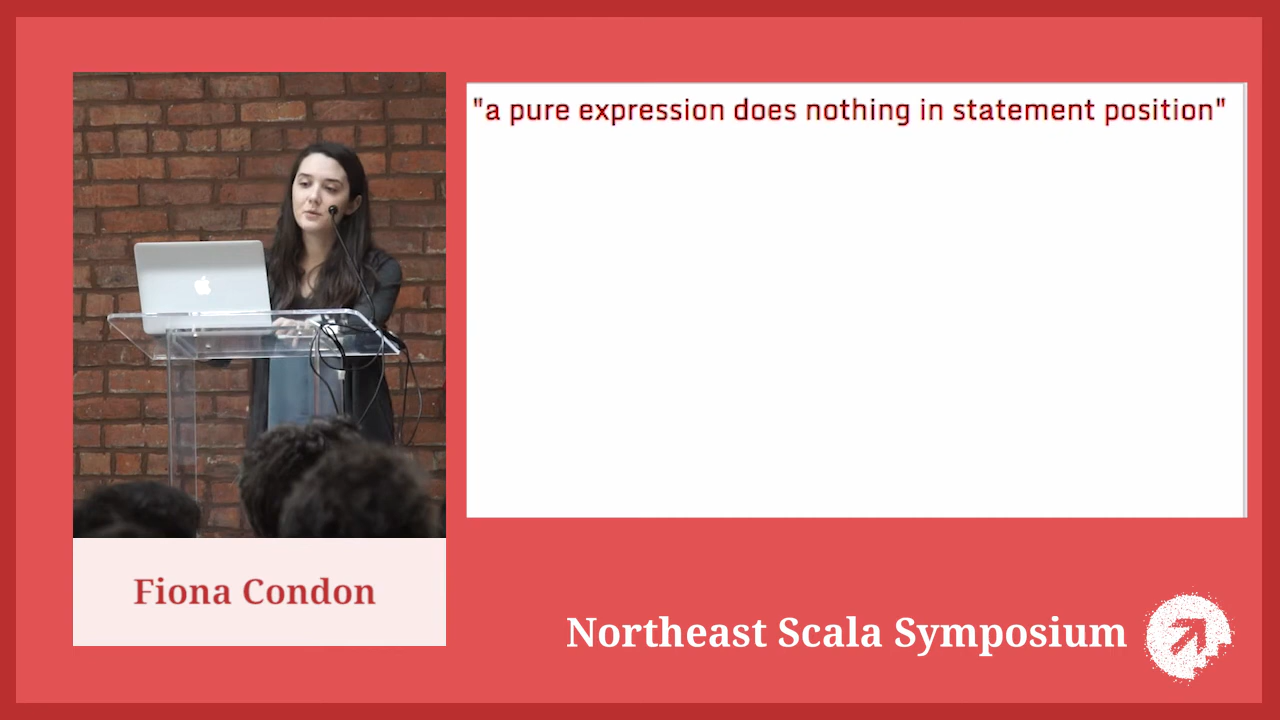 "a pure expression does nothing in statement position"
Fiona Condon
Northeast Scala Symposium